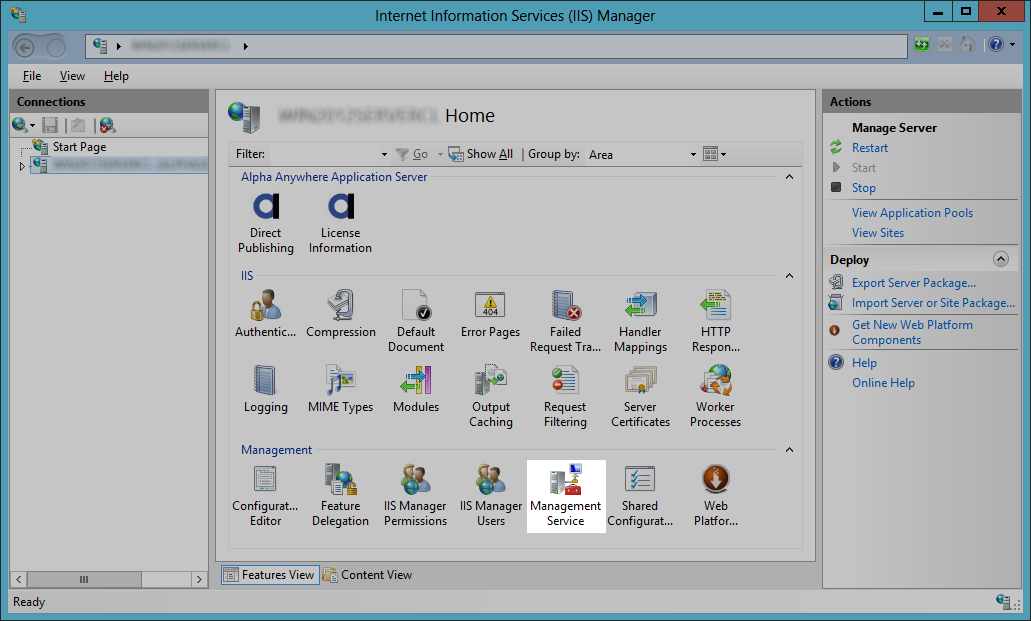 Internet Information Services (IIS) Manager
File View Help
Connections
Start Page
Home
Filter: Go Show All Group by: Area
Alpha Anywhere Application Server
Direct
Publishing
License
Information
IIS
Authentic...
Compression
Default
Document
Error Pages
404
Failed
Request Tra...
Handler
Mappings
HTTP
Respon...
Logging
MIME Types
Modules
Output
Caching
Request
Filtering
Server
Certificates
Worker
Processes
Management
Configurat...
Editor
Feature
Delegation
IIS Manager
Permissions
IIS Manager
Users
Management
Service
Shared
Configurat...
Web
Platfor...
Features View
Content View
Actions
Manage Server
Restart
Start
Stop
View Application Pools
View Sites
Deploy
Export Server Package...
Import Server or Site Package...
Get New Web Platform
Components
Help
Online Help
Ready